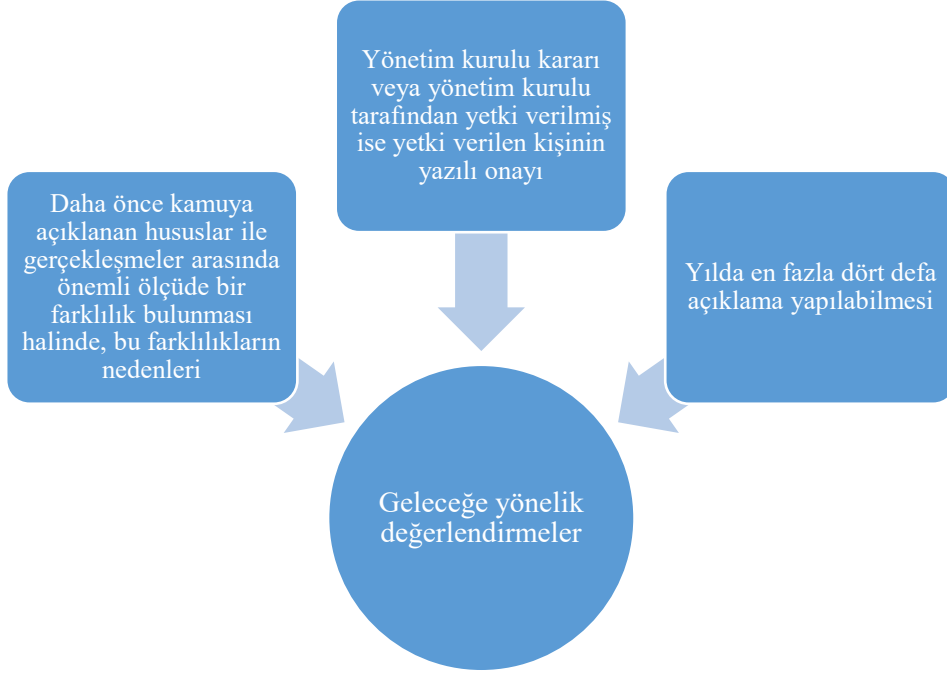 Yönetim kurulu kararı
veya yönetim kurulu
tarafından yetki verilmiş
ise yetki verilen kişinin
yazılı onayı
Daha önce kamuya
açıklanan hususlar ile
gerçekleşmeler arasında
önemli ölçüde bir
farklılık bulunması
halinde, bu farklılıkların
nedenleri
Yılda en fazla dört defa
açıklama yapılabilmesi
Geleceğe yönelik
değerlendirmeler